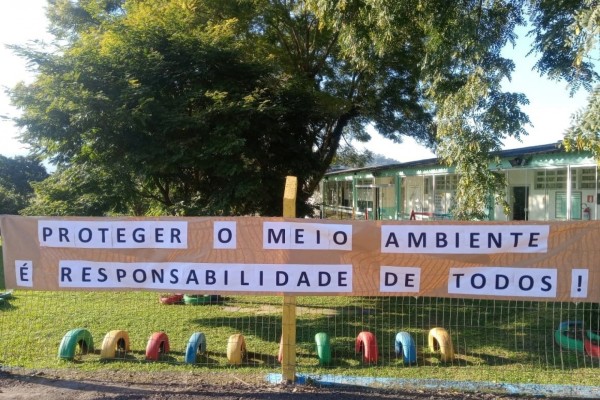 PROTEGER O MEIO AMBIENTE
É RESPONSABILIDADE DE TODOS !